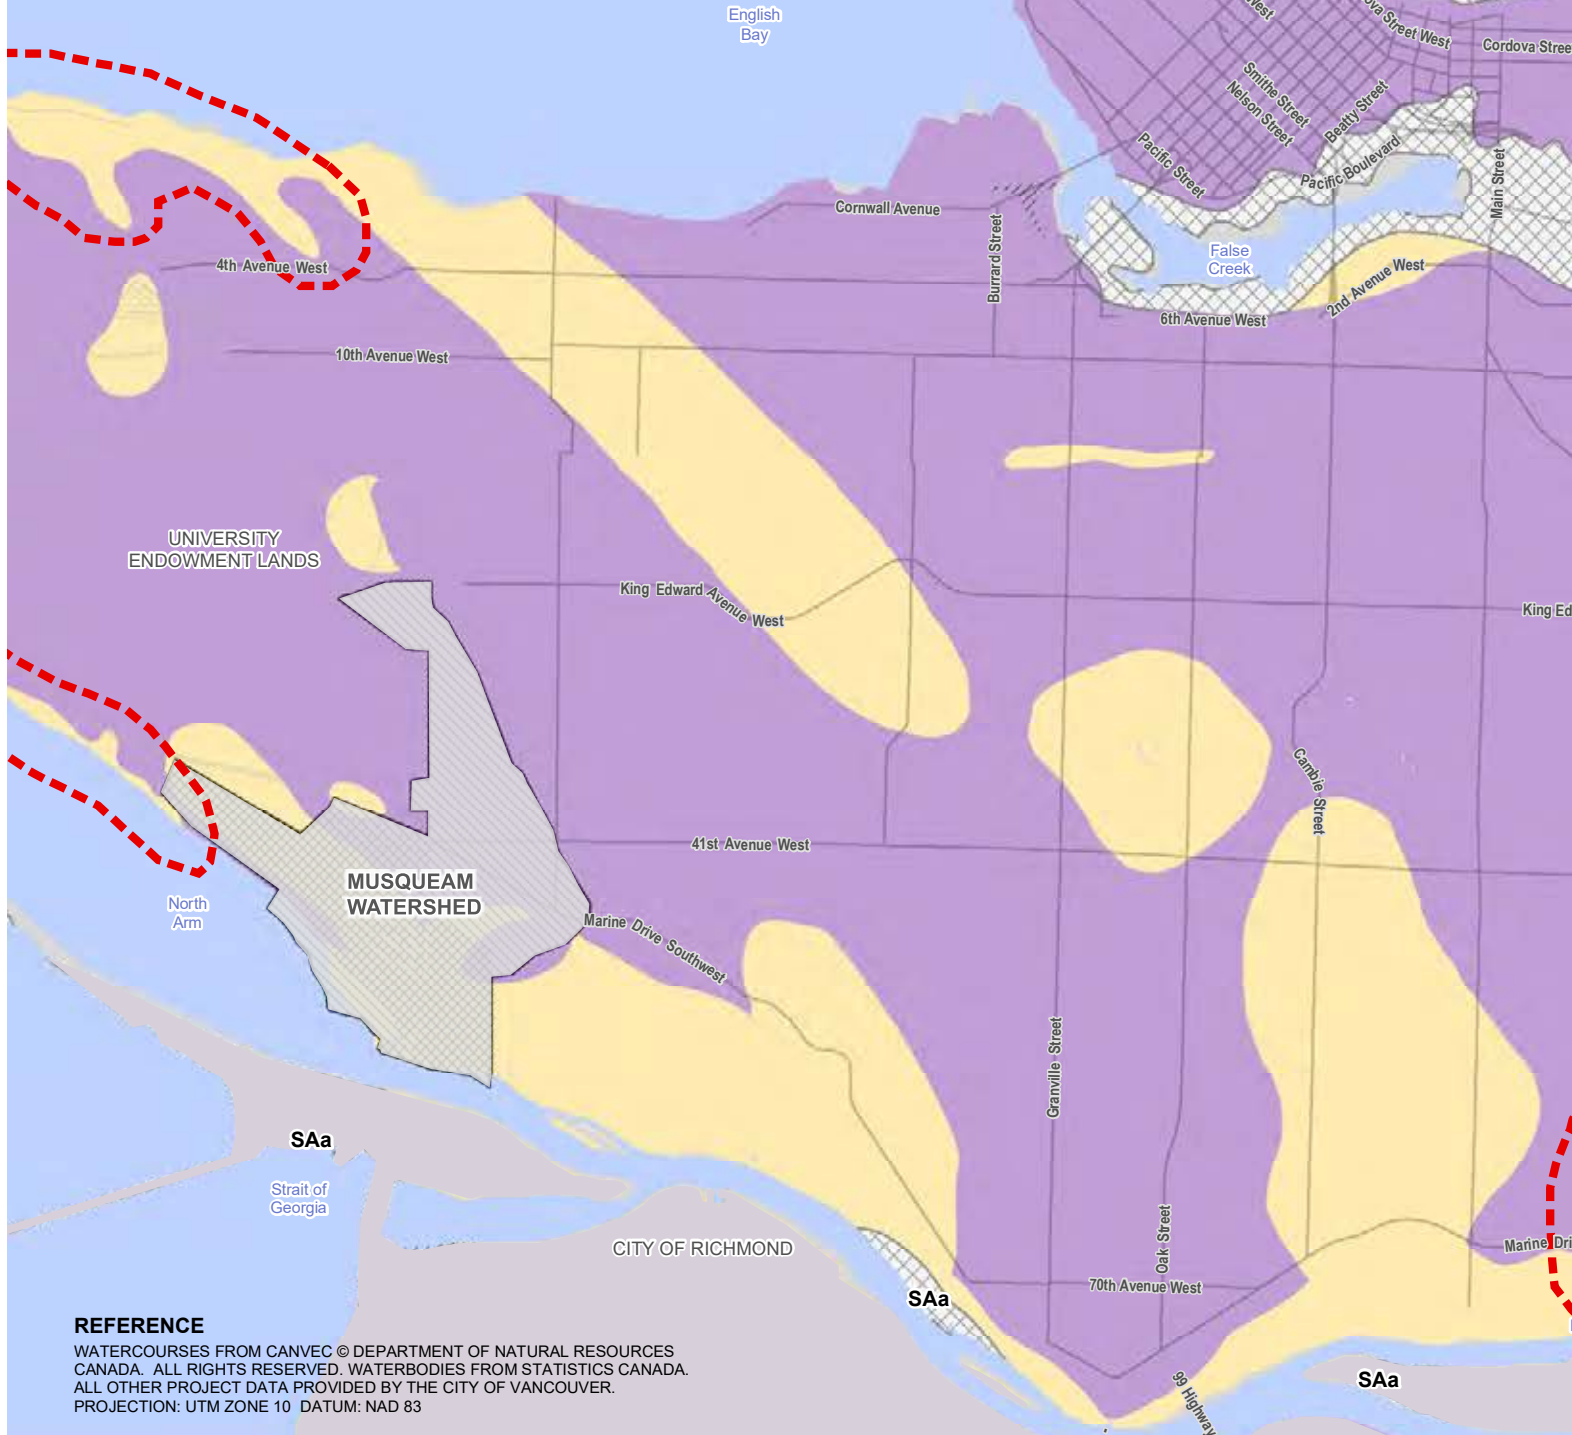 English
Bay
West
ova Street West
Cordova Stree
Smithe Street
Nelson Street
Beatty Street
Pacific Street
Pacific Boulevard
Main Street
Cornwall Avenue
Burrard Street
False
Creek
4th Avenue West
2nd Avenue West
6th Avenue West
10th Avenue West
UNIVERSITY
ENDOWMENT LANDS
King Edward Avenue West
King Ed
Cambie Street
41st Avenue West
MUSQUEAM
WATERSHED
North
Arm
Marine Drive Southwest
Granville Street
SAa
Strait of
Georgia
CITY OF RICHMOND
Oak Street
Marine Dri
70th Avenue West
SAa
REFERENCE
WATERCOURSES FROM CANVEC © DEPARTMENT OF NATURAL RESOURCES
CANADA. ALL RIGHTS RESERVED. WATERBODIES FROM STATISTICS CANADA.
ALL OTHER PROJECT DATA PROVIDED BY THE CITY OF VANCOUVER.
PROJECTION: UTM ZONE 10 DATUM: NAD 83
SAa
99 Highway